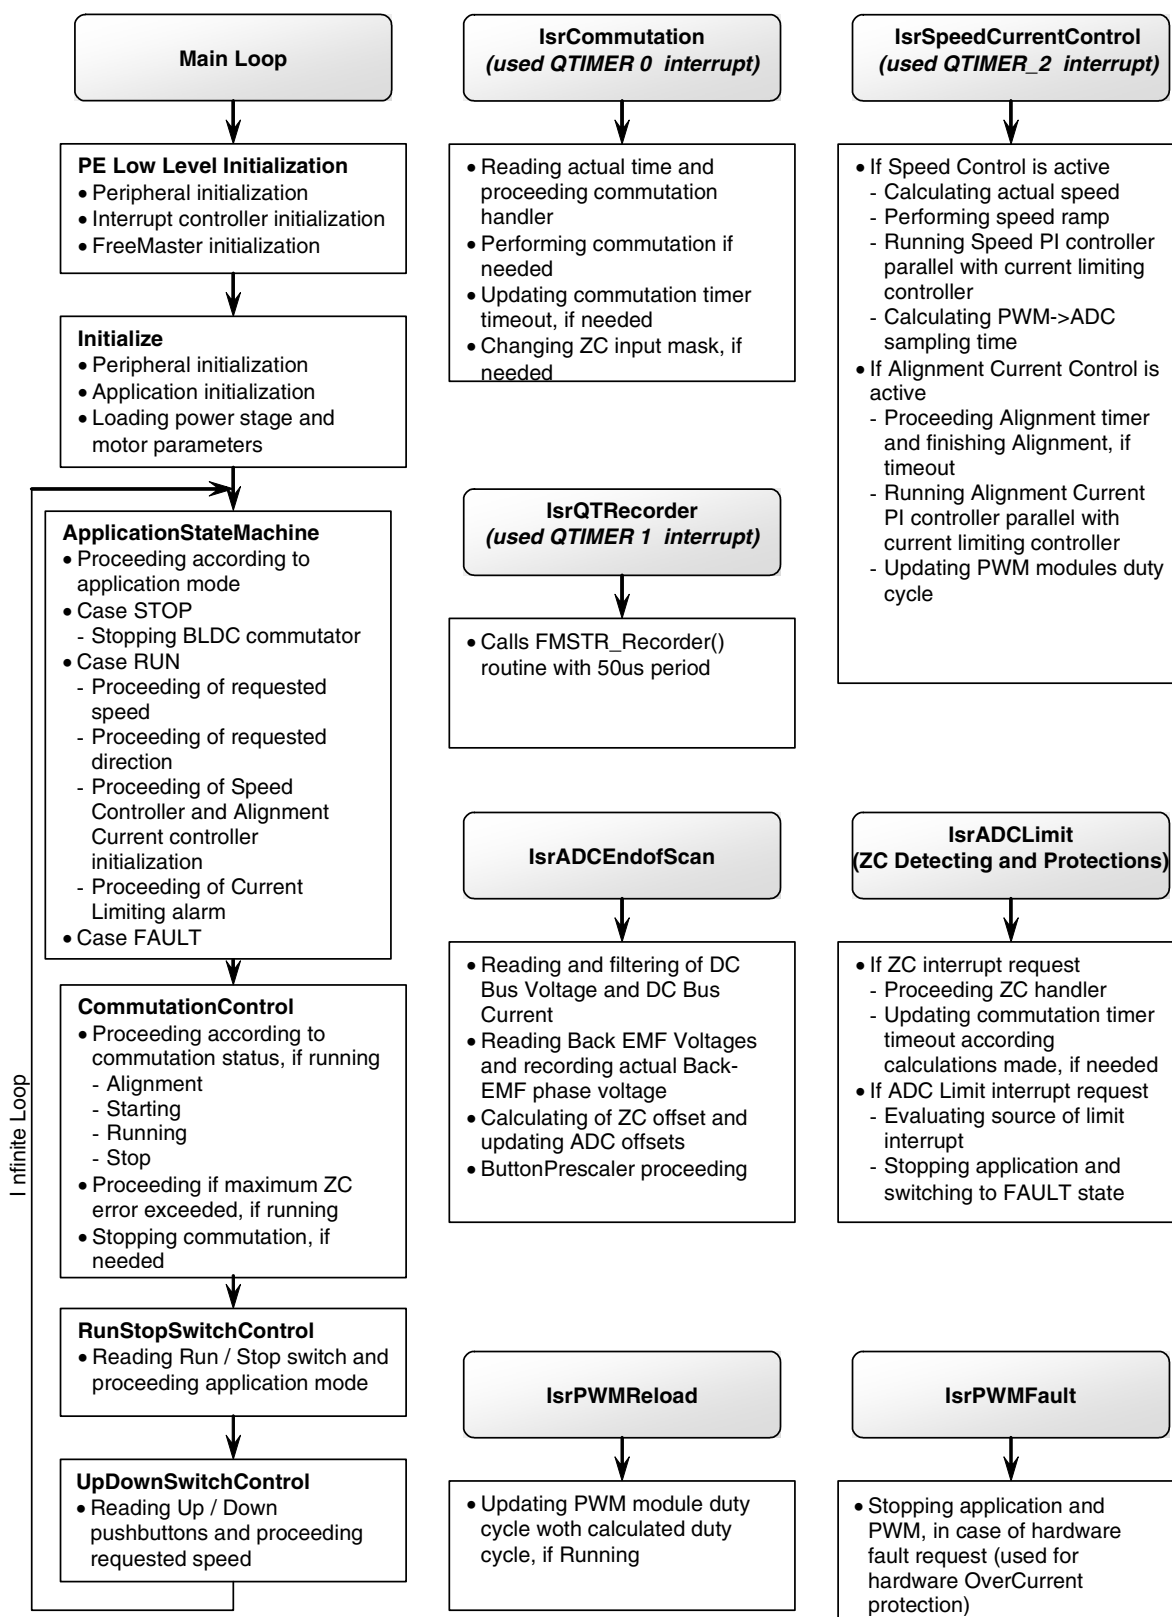 Main Loop
PE Low Level Initialization
• Peripheral initialization
• Interrupt controller initialization
• FreeMaster initialization
Initialize
• Peripheral initialization
• Application initialization
• Loading power stage and
motor parameters
ApplicationStateMachine
• Proceeding according to
application mode
• Case STOP
- Stopping BLDC commutator
• Case RUN
- Proceeding of requested
speed
- Proceeding of requested
direction
- Proceeding of Speed
Controller and Alignment
Current controller
initialization
- Proceeding of Current
Limiting alarm
• Case FAULT
CommutationControl
• Proceeding according to
commutation status, if running
- Alignment
- Starting
- Running
- Stop
• Proceeding if maximum ZC
error exceeded, if running
• Stopping commutation, if
needed
RunStopSwitchControl
• Reading Run / Stop switch and
proceeding application mode
UpDownSwitchControl
• Reading Up / Down
pushbuttons and proceeding
requested speed
I nfinite Loop
IsrCommutation
(used QTIMER 0 interrupt)
• Reading actual time and
proceeding commutation
handler
• Performing commutation if
needed
• Updating commutation timer
timeout, if needed
• Changing ZC input mask, if
needed
IsrQTRecorder
(used QTIMER 1 interrupt)
• Calls FMSTR_Recorder()
routine with 50us period
IsrADCEndofScan
• Reading and filtering of DC
Bus Voltage and DC Bus
Current
• Reading Back EMF Voltages
and recording actual Back-
EMF phase voltage
• Calculating of ZC offset and
updating ADC offsets
• ButtonPrescaler proceeding
IsrPWMReload
• Updating PWM module duty
cycle woth calculated duty
cycle, if Running
IsrSpeedCurrentControl
(used QTIMER_2 interrupt)
• If Speed Control is active
- Calculating actual speed
- Performing speed ramp
- Running Speed PI controller
parallel with current limiting
controller
- Calculating PWM->ADC
sampling time
• If Alignment Current Control is
active
- Proceeding Alignment timer
and finishing Alignment, if
timeout
- Running Alignment Current
PI controller parallel with
current limiting controller
- Updating PWM modules duty
cycle
IsrADCLimit
(ZC Detecting and Protections)
• If ZC interrupt request
- Proceeding ZC handler
- Updating commutation timer
timeout according
calculations made, if needed
• If ADC Limit interrupt request
- Evaluating source of limit
interrupt
- Stopping application and
switching to FAULT state
IsrPWMFault
• Stopping application and
PWM, in case of hardware
fault request (used for
hardware OverCurrent
protection)